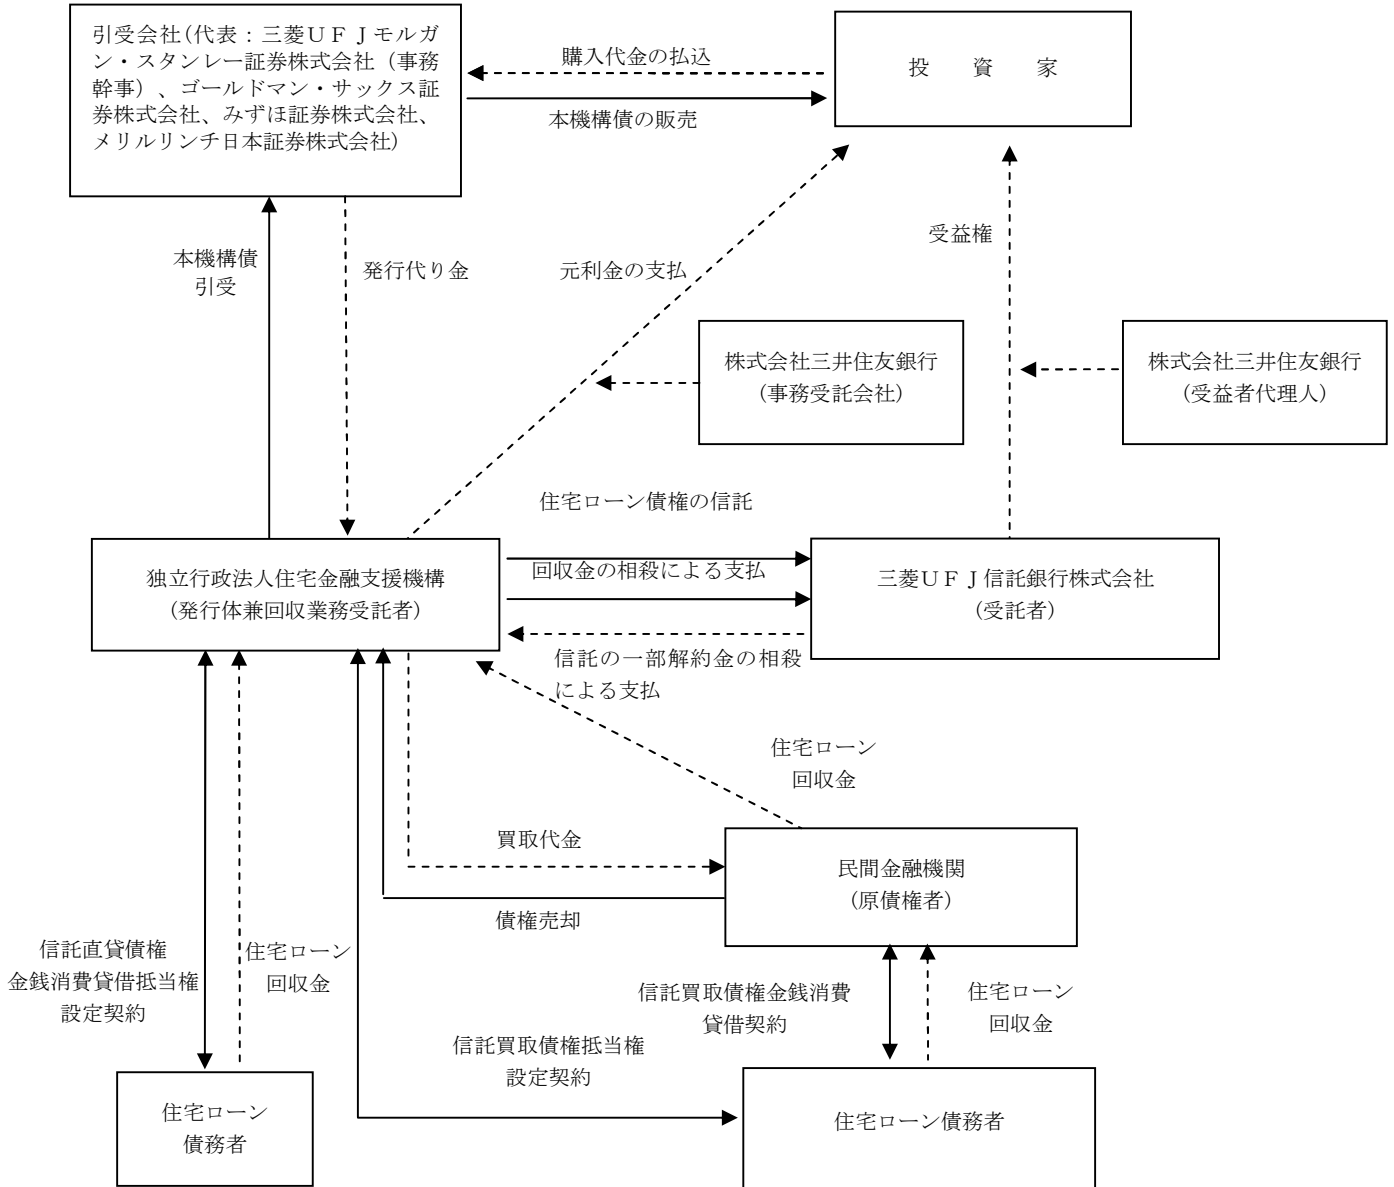 引受会社(代表：三菱ＵＦＪモルガ
ン・スタンレー証券株式会社（事務
幹事）、ゴールドマン・サックス証
券株式会社、みずほ証券株式会社、
メリルリンチ日本証券株式会社)
購入代金の払込
本機構債の販売
投　資　家
本機構債
引受
発行代り金
元利金の支払
受益権
株式会社三井住友銀行
（事務受託会社）
株式会社三井住友銀行
（受益者代理人）
住宅ローン債権の信託
回収金の相殺による支払
信託の一部解約金の相殺
による支払
独立行政法人住宅金融支援機構
（発行体兼回収業務受託者）
三菱ＵＦＪ信託銀行株式会社
（受託者）
住宅ローン
回収金
買取代金
債権売却
民間金融機関
（原債権者）
信託直貸債権
金銭消費貸借抵当権
設定契約
住宅ローン
回収金
信託買取債権金銭消費
貸借契約
住宅ローン
回収金
信託買取債権抵当権
設定契約
住宅ローン
債務者
住宅ローン債務者